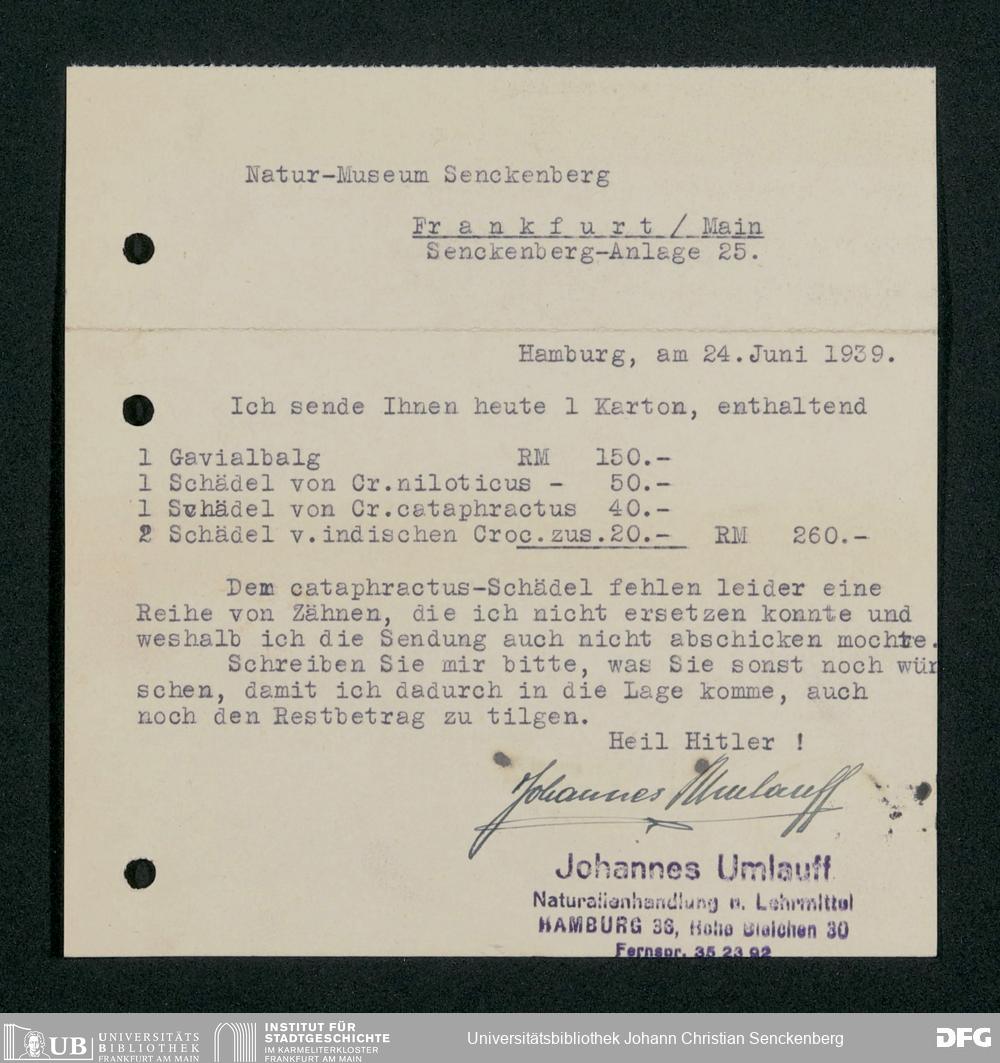 Natur-Museum Senckenberg
Fr a n k f u r t / Main
Senckenberg-Anlage 25.
Hamburg, am 24.Juni 1939.
Ich sende Ihnen heute 1 Karton, enthaltend
1 Gavialbalg RM 150.-
1 Schädel von Cr.niloticus - 50.-
1 Schädel von Cr.cataphractus 40.-
2 Schädel v.indischen Croc.zus.20.- RM 260.-
Dem cataphractus-Schädel fehlen leider eine
Reihe von Zähnen, die ich nicht ersetzen konnte und
weshalb ich die Sendung auch nicht abschicken mochte.
Schreiben Sie mir bitte, was Sie sonst noch wün
schen, damit ich dadurch in die Lage komme, auch
noch den Restbetrag zu tilgen.
Heil Hitler !
Johannes Umlauff
Johannes Umlauff
Naturalienhandlung u. Lehrmittel
HAMBURG 36, Hohe Bleichen 30
Fernspr. 35 23 92
UB UNIVERSITÄTS
BIBLIOTHEK
FRANKFURT AM MAIN
INSTITUT FÜR
STADTGESCHICHTE
IM KARMELITERKLOSTER
FRANKFURT AM MAIN
Universitätsbibliothek Johann Christian Senckenberg
DFG